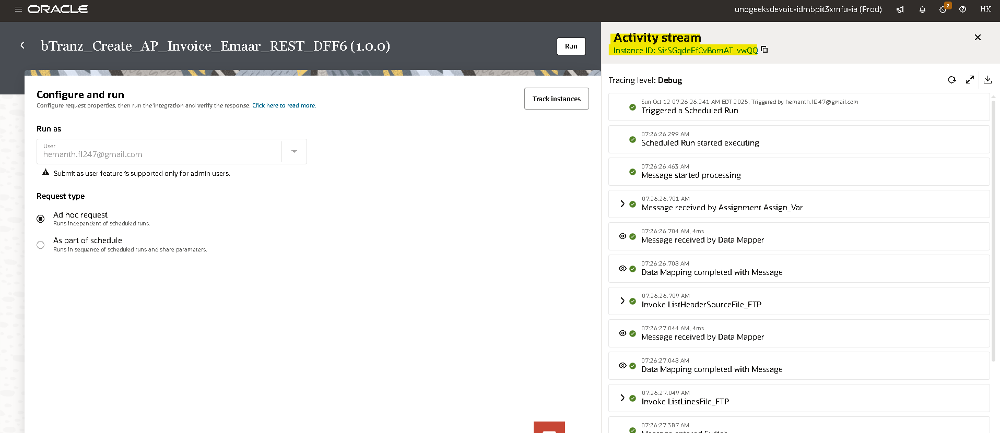 ORACLE
unogeeksdevoic-idmbpit3xmfu-ia (Prod)
2
HK
bTranz_Create_AP_Invoice_Emaar_REST_DFF6 (1.0.0)
Run
Configure and run
Configure request properties, then run the integration and verify the response. Click here to read more.
Track instances
Run as
User
hemanth.fl247@gmail.com
Submit as user feature is supported only for admin users.
Request type
Ad hoc request
Runs independent of scheduled runs.
As part of schedule
Runs in sequence of scheduled runs and share parameters.
Activity stream
Instance ID: SirSGqdeEfCvBomAT_vwQQ
Tracing level: Debug
Sun Oct 12 07:26:26.241 AM EDT 2025, Triggered by hemanth.fl247@gmail.com
Triggered a Scheduled Run
07:26:26.299 AM
Scheduled Run started executing
07:26:26.463 AM
Message started processing
07:26:26.701 AM
Message received by Assignment Assign_Var
07:26:26.704 AM, 4ms
Message received by Data Mapper
07:26:26.708 AM
Data Mapping completed with Message
07:26:26.709 AM
Invoke ListHeaderSourceFile_FTP
07:26:27.044 AM, 4ms
Message received by Data Mapper
07:26:27.048 AM
Data Mapping completed with Message
07:26:27.049 AM
Invoke ListLinesFile_FTP
07:26:27.387 AM
Message entered Switch